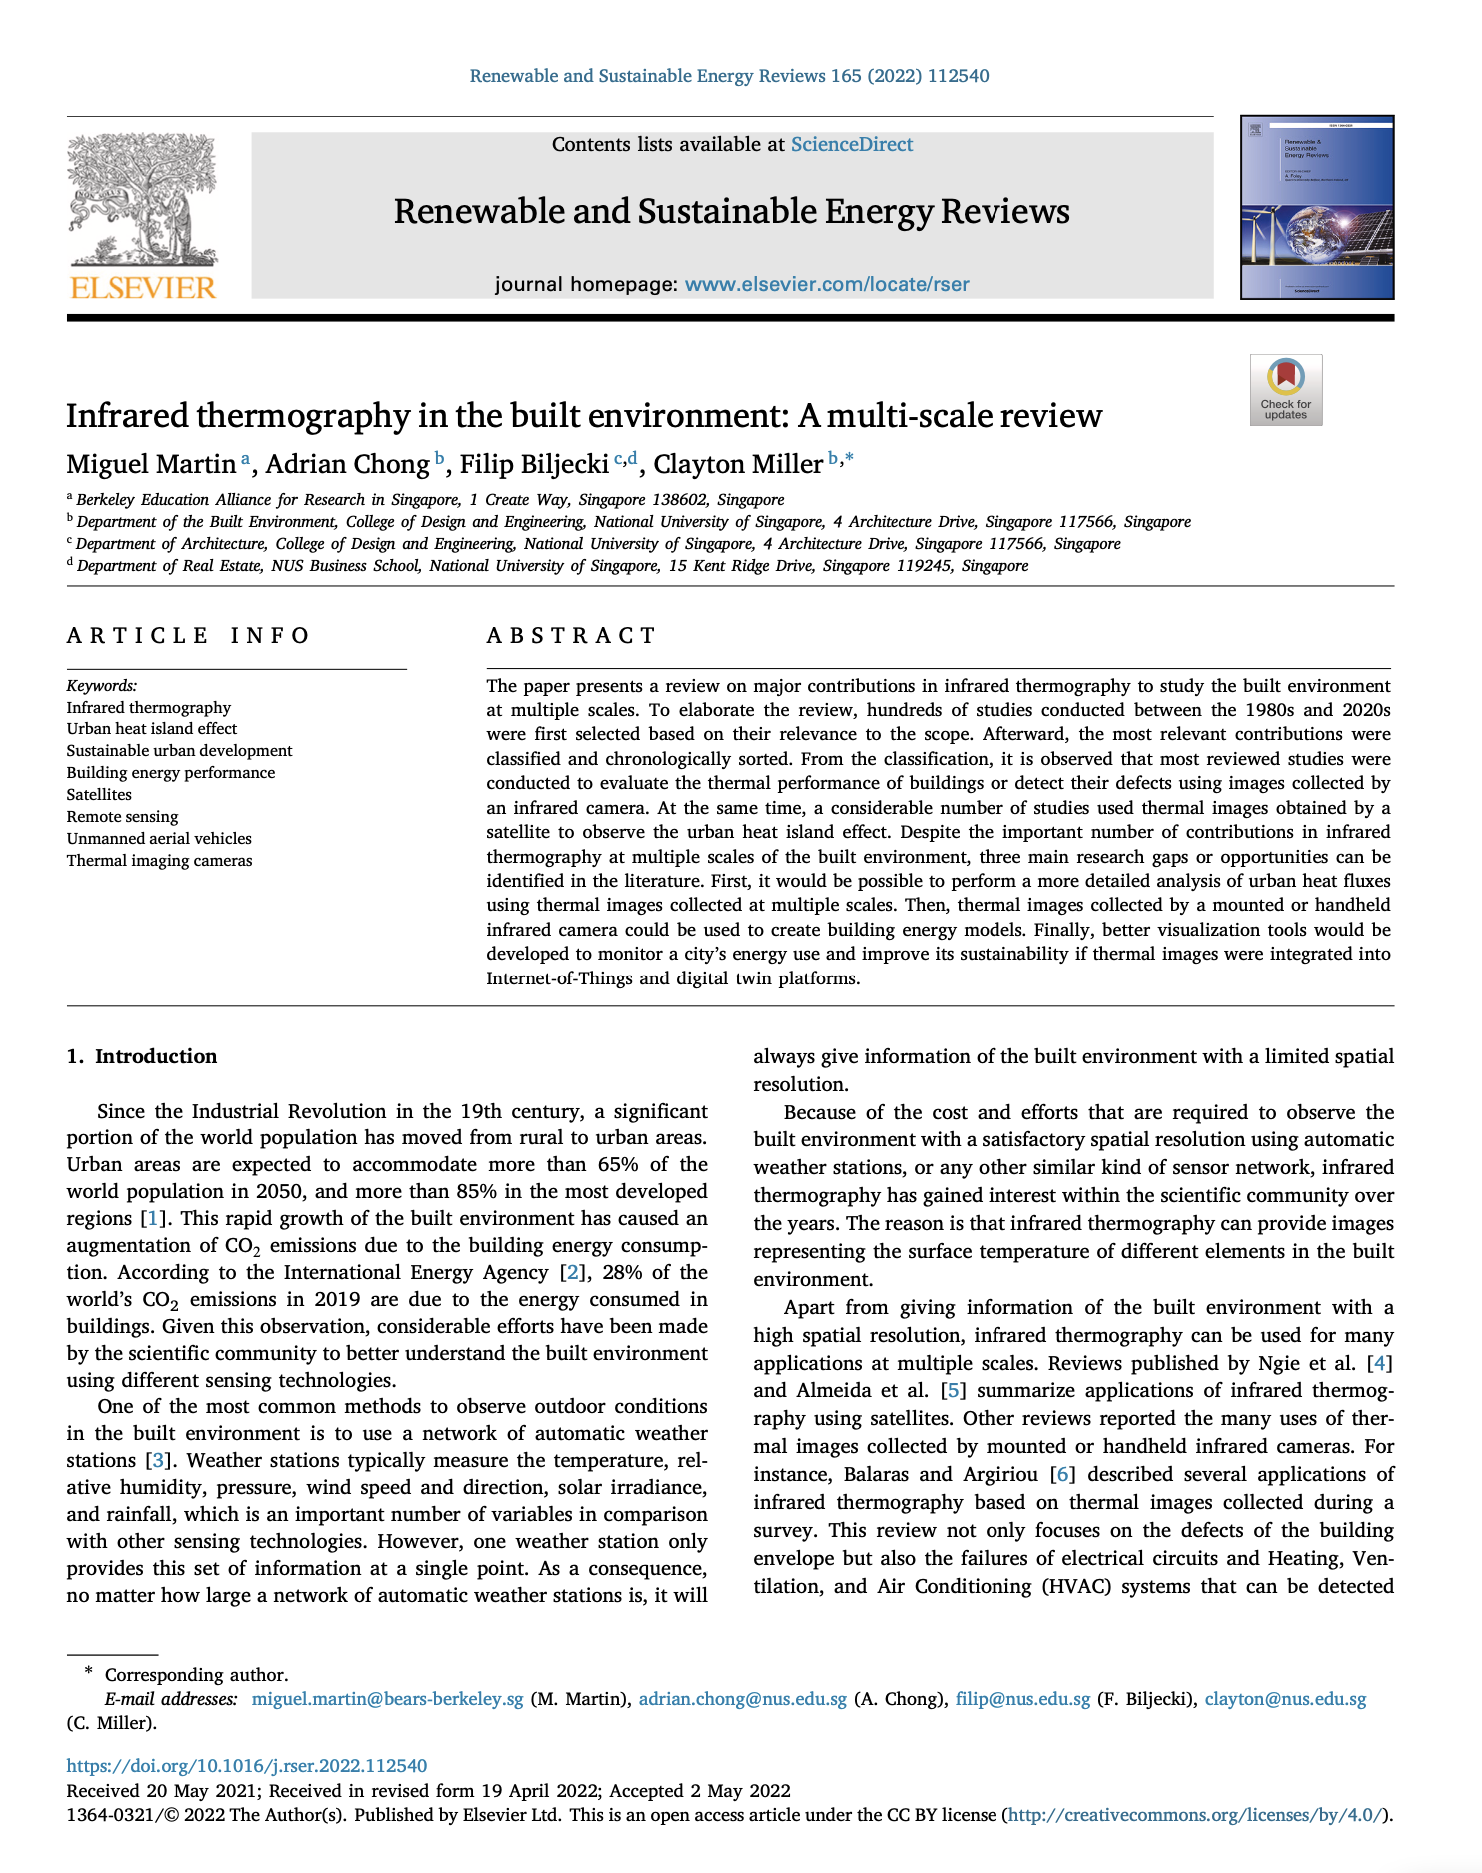 Renewable and Sustainable Energy Reviews 165 (2022) 112540
Contents lists available at ScienceDirect
Renewable and Sustainable Energy Reviews
journal homepage: www.elsevier.com/locate/rser
ELSEVIER
Renewable &
Sustainable
Energy Reviews
Check for
updates
Infrared thermography in the built environment: A multi-scale review
Miguel Martin a, Adrian Chong b, Filip Biljecki c,d, Clayton Miller b,*
a Berkeley Education Alliance for Research in Singapore, 1 Create Way, Singapore 138602, Singapore
b Department of the Built Environment, College of Design and Engineering, National University of Singapore, 4 Architecture Drive, Singapore 117566, Singapore
c Department of Architecture, College of Design and Engineering, National University of Singapore, 4 Architecture Drive, Singapore 117566, Singapore
d Department of Real Estate, NUS Business School, National University of Singapore, 15 Kent Ridge Drive, Singapore 119245, Singapore
ARTICLE INFO
Keywords:
Infrared thermography
Urban heat island effect
Sustainable urban development
Building energy performance
Satellites
Remote sensing
Unmanned aerial vehicles
Thermal imaging cameras
ABSTRACT
The paper presents a review on major contributions in infrared thermography to study the built environment
at multiple scales. To elaborate the review, hundreds of studies conducted between the 1980s and 2020s
were first selected based on their relevance to the scope. Afterward, the most relevant contributions were
classified and chronologically sorted. From the classification, it is observed that most reviewed studies were
conducted to evaluate the thermal performance of buildings or detect their defects using images collected by
an infrared camera. At the same time, a considerable number of studies used thermal images obtained by a
satellite to observe the urban heat island effect. Despite the important number of contributions in infrared
thermography at multiple scales of the built environment, three main research gaps or opportunities can be
identified in the literature. First, it would be possible to perform a more detailed analysis of urban heat fluxes
using thermal images collected at multiple scales. Then, thermal images collected by a mounted or handheld
infrared camera could be used to create building energy models. Finally, better visualization tools would be
developed to monitor a city's energy use and improve its sustainability if thermal images were integrated into
Internet-of-Things and digital twin platforms.
1. Introduction
Since the Industrial Revolution in the 19th century, a significant
portion of the world population has moved from rural to urban areas.
Urban areas are expected to accommodate more than 65% of the
world population in 2050, and more than 85% in the most developed
regions [1]. This rapid growth of the built environment has caused an
augmentation of CO2 emissions due to the building energy consump-
tion. According to the International Energy Agency [2], 28% of the
world's CO2 emissions in 2019 are due to the energy consumed in
buildings. Given this observation, considerable efforts have been made
by the scientific community to better understand the built environment
using different sensing technologies.
One of the most common methods to observe outdoor conditions
in the built environment is to use a network of automatic weather
stations [3]. Weather stations typically measure the temperature, rel-
ative humidity, pressure, wind speed and direction, solar irradiance,
and rainfall, which is an important number of variables in comparison
with other sensing technologies. However, one weather station only
provides this set of information at a single point. As a consequence,
no matter how large a network of automatic weather stations is, it will
always give information of the built environment with a limited spatial
resolution.
Because of the cost and efforts that are required to observe the
built environment with a satisfactory spatial resolution using automatic
weather stations, or any other similar kind of sensor network, infrared
thermography has gained interest within the scientific community over
the years. The reason is that infrared thermography can provide images
representing the surface temperature of different elements in the built
environment.
Apart from giving information of the built environment with a
high spatial resolution, infrared thermography can be used for many
applications at multiple scales. Reviews published by Ngie et al. [4]
and Almeida et al. [5] summarize applications of infrared thermog-
raphy using satellites. Other reviews reported the many uses of ther-
mal images collected by mounted or handheld infrared cameras. For
instance, Balaras and Argiriou [6] described several applications of
infrared thermography based on thermal images collected during a
survey. This review not only focuses on the defects of the building
envelope but also the failures of electrical circuits and Heating, Ven-
tilation, and Air Conditioning (HVAC) systems that can be detected
* Corresponding author.
E-mail addresses: miguel.martin@bears-berkeley.sg (M. Martin), adrian.chong@nus.edu.sg (A. Chong), filip@nus.edu.sg (F. Biljecki), clayton@nus.edu.sg
(C. Miller).
https://doi.org/10.1016/j.rser.2022.112540
Received 20 May 2021; Received in revised form 19 April 2022; Accepted 2 May 2022
1364-0321/© 2022 The Author(s). Published by Elsevier Ltd. This is an open access article under the CC BY license (http://creativecommons.org/licenses/by/4.0/).